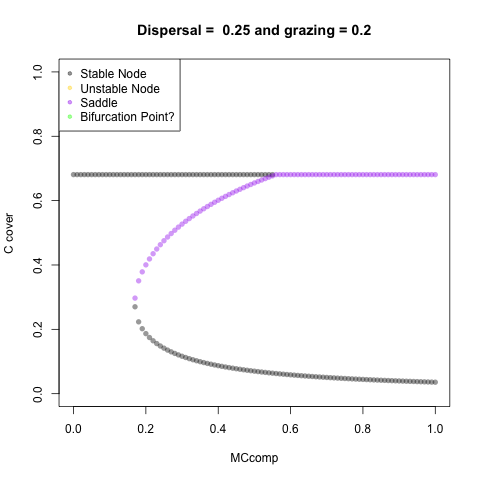 Dispersal =  0.25 and grazing = 0.2
Stable Node
Unstable Node
Saddle
Bifurcation Point?
C cover
1.0
0.8
0.6
0.4
0.2
0.0
0.0 0.2 0.4 0.6 0.8 1.0
MCcomp